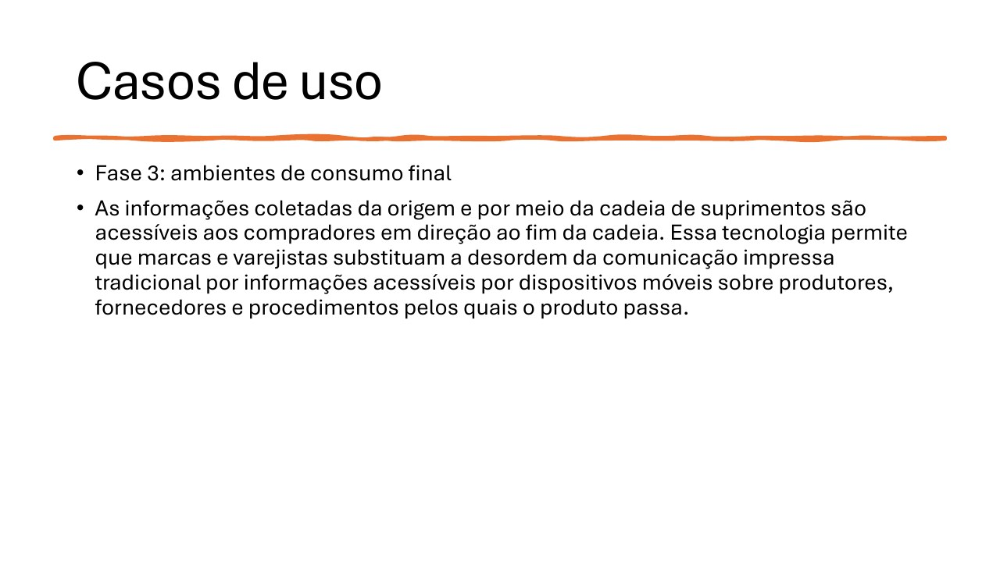 Casos de uso
• Fase 3: ambientes de consumo final
• As informações coletadas da origem e por meio da cadeia de suprimentos são
acessíveis aos compradores em direção ao fim da cadeia. Essa tecnologia permite
que marcas e varejistas substituam a desordem da comunicação impressa
tradicional por informações acessíveis por dispositivos móveis sobre produtores,
fornecedores e procedimentos pelos quais o produto passa.